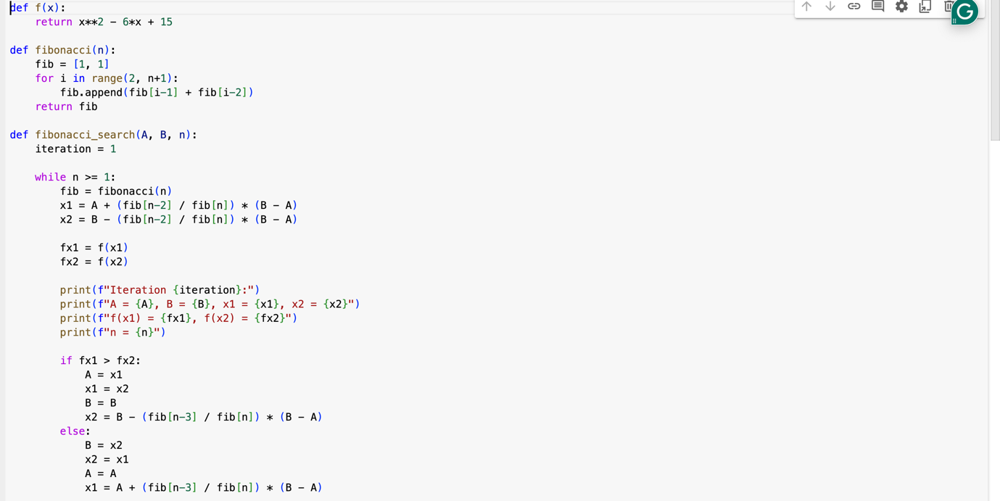 def f(x):
    return x**2 - 6*x + 15

def fibonacci(n):
    fib = [1, 1]
    for i in range(2, n+1):
        fib.append(fib[i-1] + fib[i-2])
    return fib

def fibonacci_search(A, B, n):
    iteration = 1

    while n >= 1:
        fib = fibonacci(n)
        x1 = A + (fib[n-2] / fib[n]) * (B - A)
        x2 = B - (fib[n-2] / fib[n]) * (B - A)

        fx1 = f(x1)
        fx2 = f(x2)

        print(f"Iteration {iteration}:")
        print(f"A = {A}, B = {B}, x1 = {x1}, x2 = {x2}")
        print(f"f(x1) = {fx1}, f(x2) = {fx2}")
        print(f"n = {n}")

        if fx1 > fx2:
            A = x1
            x1 = x2
            B = B
            x2 = B - (fib[n-3] / fib[n]) * (B - A)
        else:
            B = x2
            x2 = x1
            A = A
            x1 = A + (fib[n-3] / fib[n]) * (B - A)